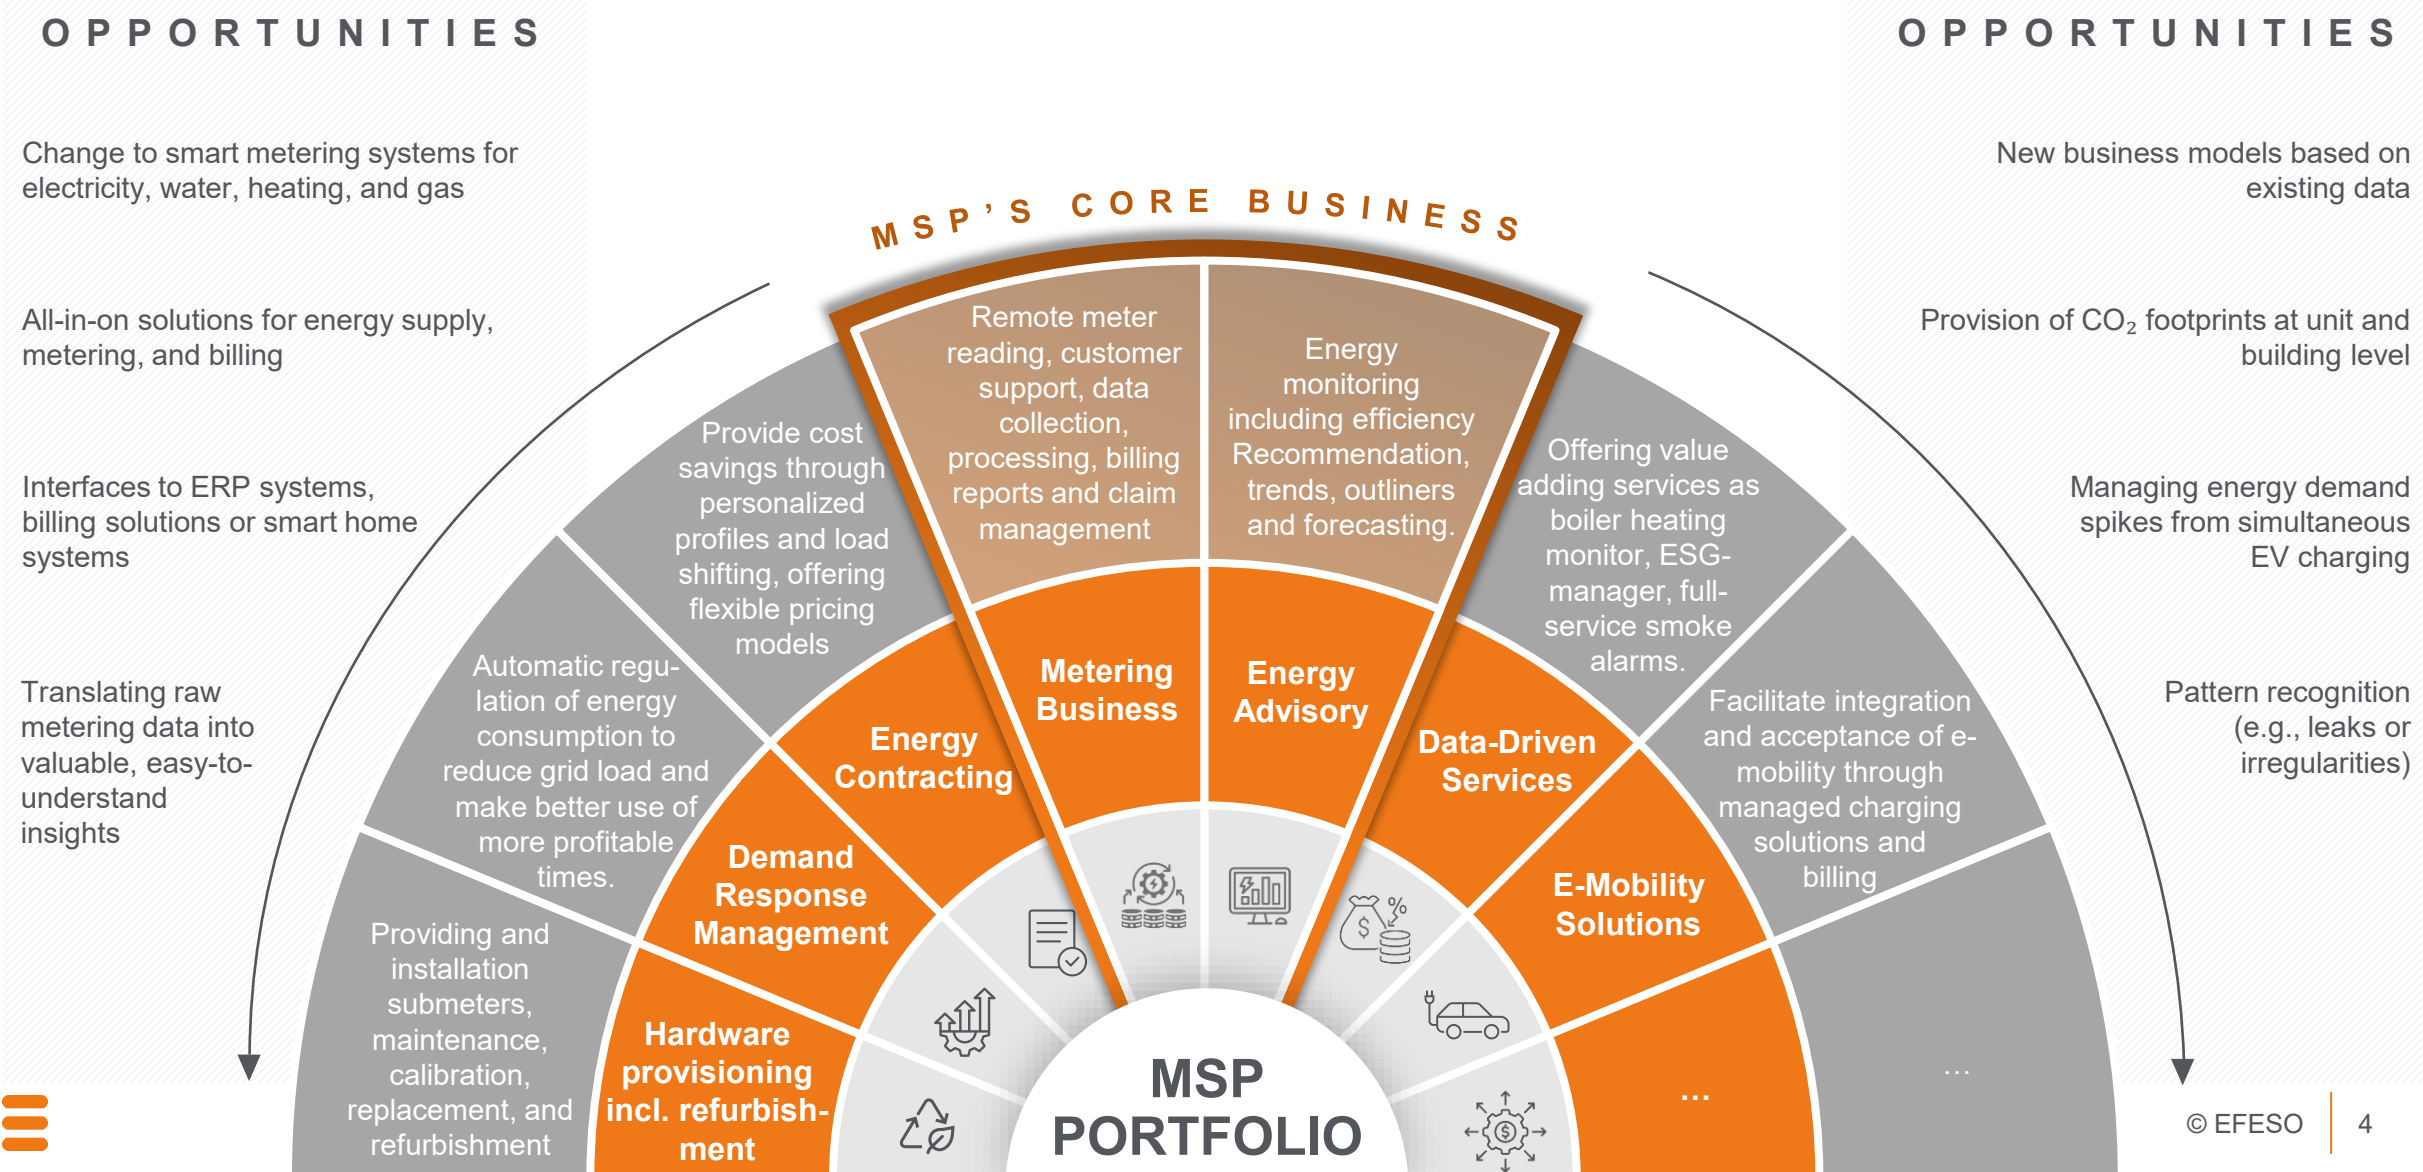 OPPORTUNITIES
Change to smart metering systems for
electricity, water, heating, and gas
All-in-on solutions for energy supply,
metering, and billing
Interfaces to ERP systems,
billing solutions or smart home
systems
Translating raw
metering data into
valuable, easy-to-
understand
insights
MSP'S CORE BUSINESS
Providing and
installation
submeters,
maintenance,
calibration,
replacement, and
refurbishment
Hardware
provisioning
incl. refurbish-
ment
Automatic regu-
lation of energy
consumption to
reduce grid load and
make better use of
more profitable
times.
Demand
Response
Management
Provide cost
savings through
personalized
profiles and load
shifting, offering
flexible pricing
models
Energy
Contracting
Remote meter
reading, customer
support, data
collection,
processing, billing
reports and claim
management
Metering
Business
Energy
monitoring
including efficiency
Recommendation,
trends, outliners
and forecasting.
Energy
Advisory
Offering value
adding services as
boiler heating
monitor, ESG-
manager, full-
service smoke
alarms.
Data-Driven
Services
Facilitate integration
and acceptance of e-
mobility through
managed charging
solutions and
billing
E-Mobility
Solutions
...
...
MSP
PORTFOLIO
OPPORTUNITIES
New business models based on
existing data
Provision of CO₂ footprints at unit and
building level
Managing energy demand
spikes from simultaneous
EV charging
Pattern recognition
(e.g., leaks or
irregularities)
© EFESO
4